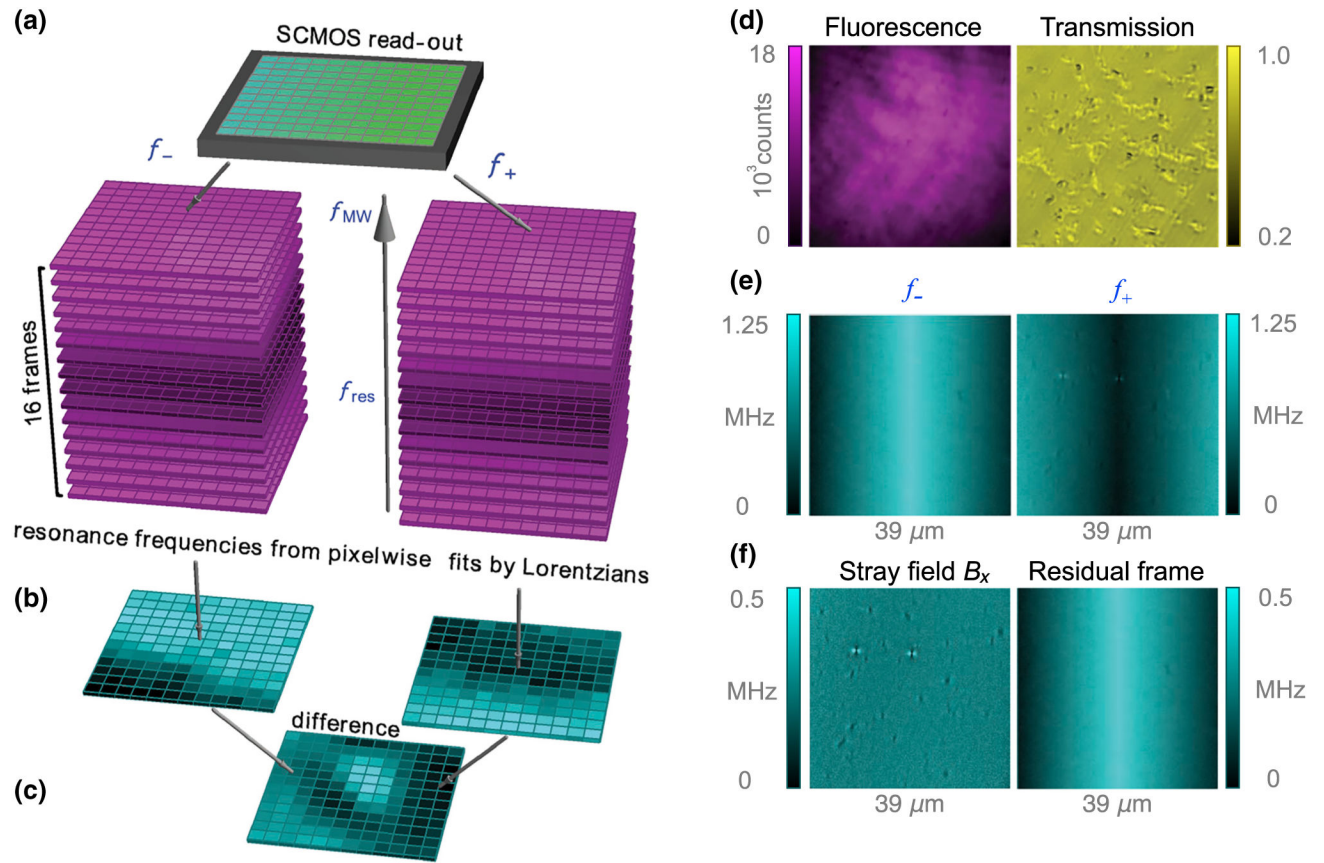 (a)
SCMOS read-out
f−
f+
fMW
fres
16 frames
resonance frequencies from pixelwise fits by Lorentzians
(b)
difference
(c)
(d)
Fluorescence Transmission
18
10³ counts
0
1.0
0.2
(e)
f−
f+
1.25
MHz
0
1.25
MHz
0
39 µm
39 µm
(f)
Stray field Bx Residual frame
0.5
MHz
0
0.5
MHz
0
39 µm
39 µm